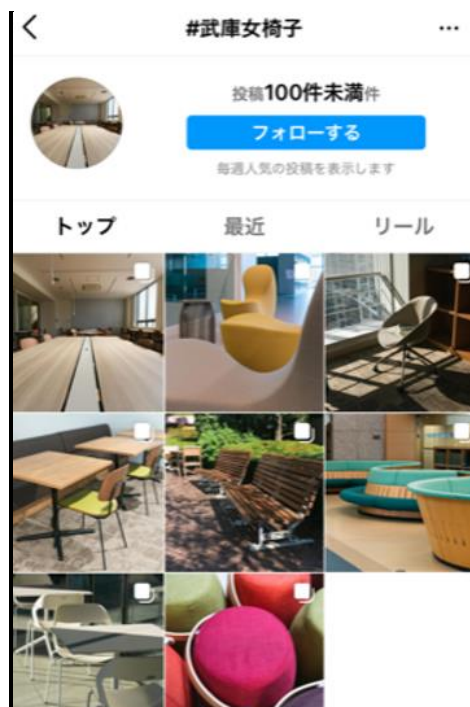 #武庫女椅子
投稿100件未満件
フォローする
毎週人気の投稿を表示します
トップ 最近 リール